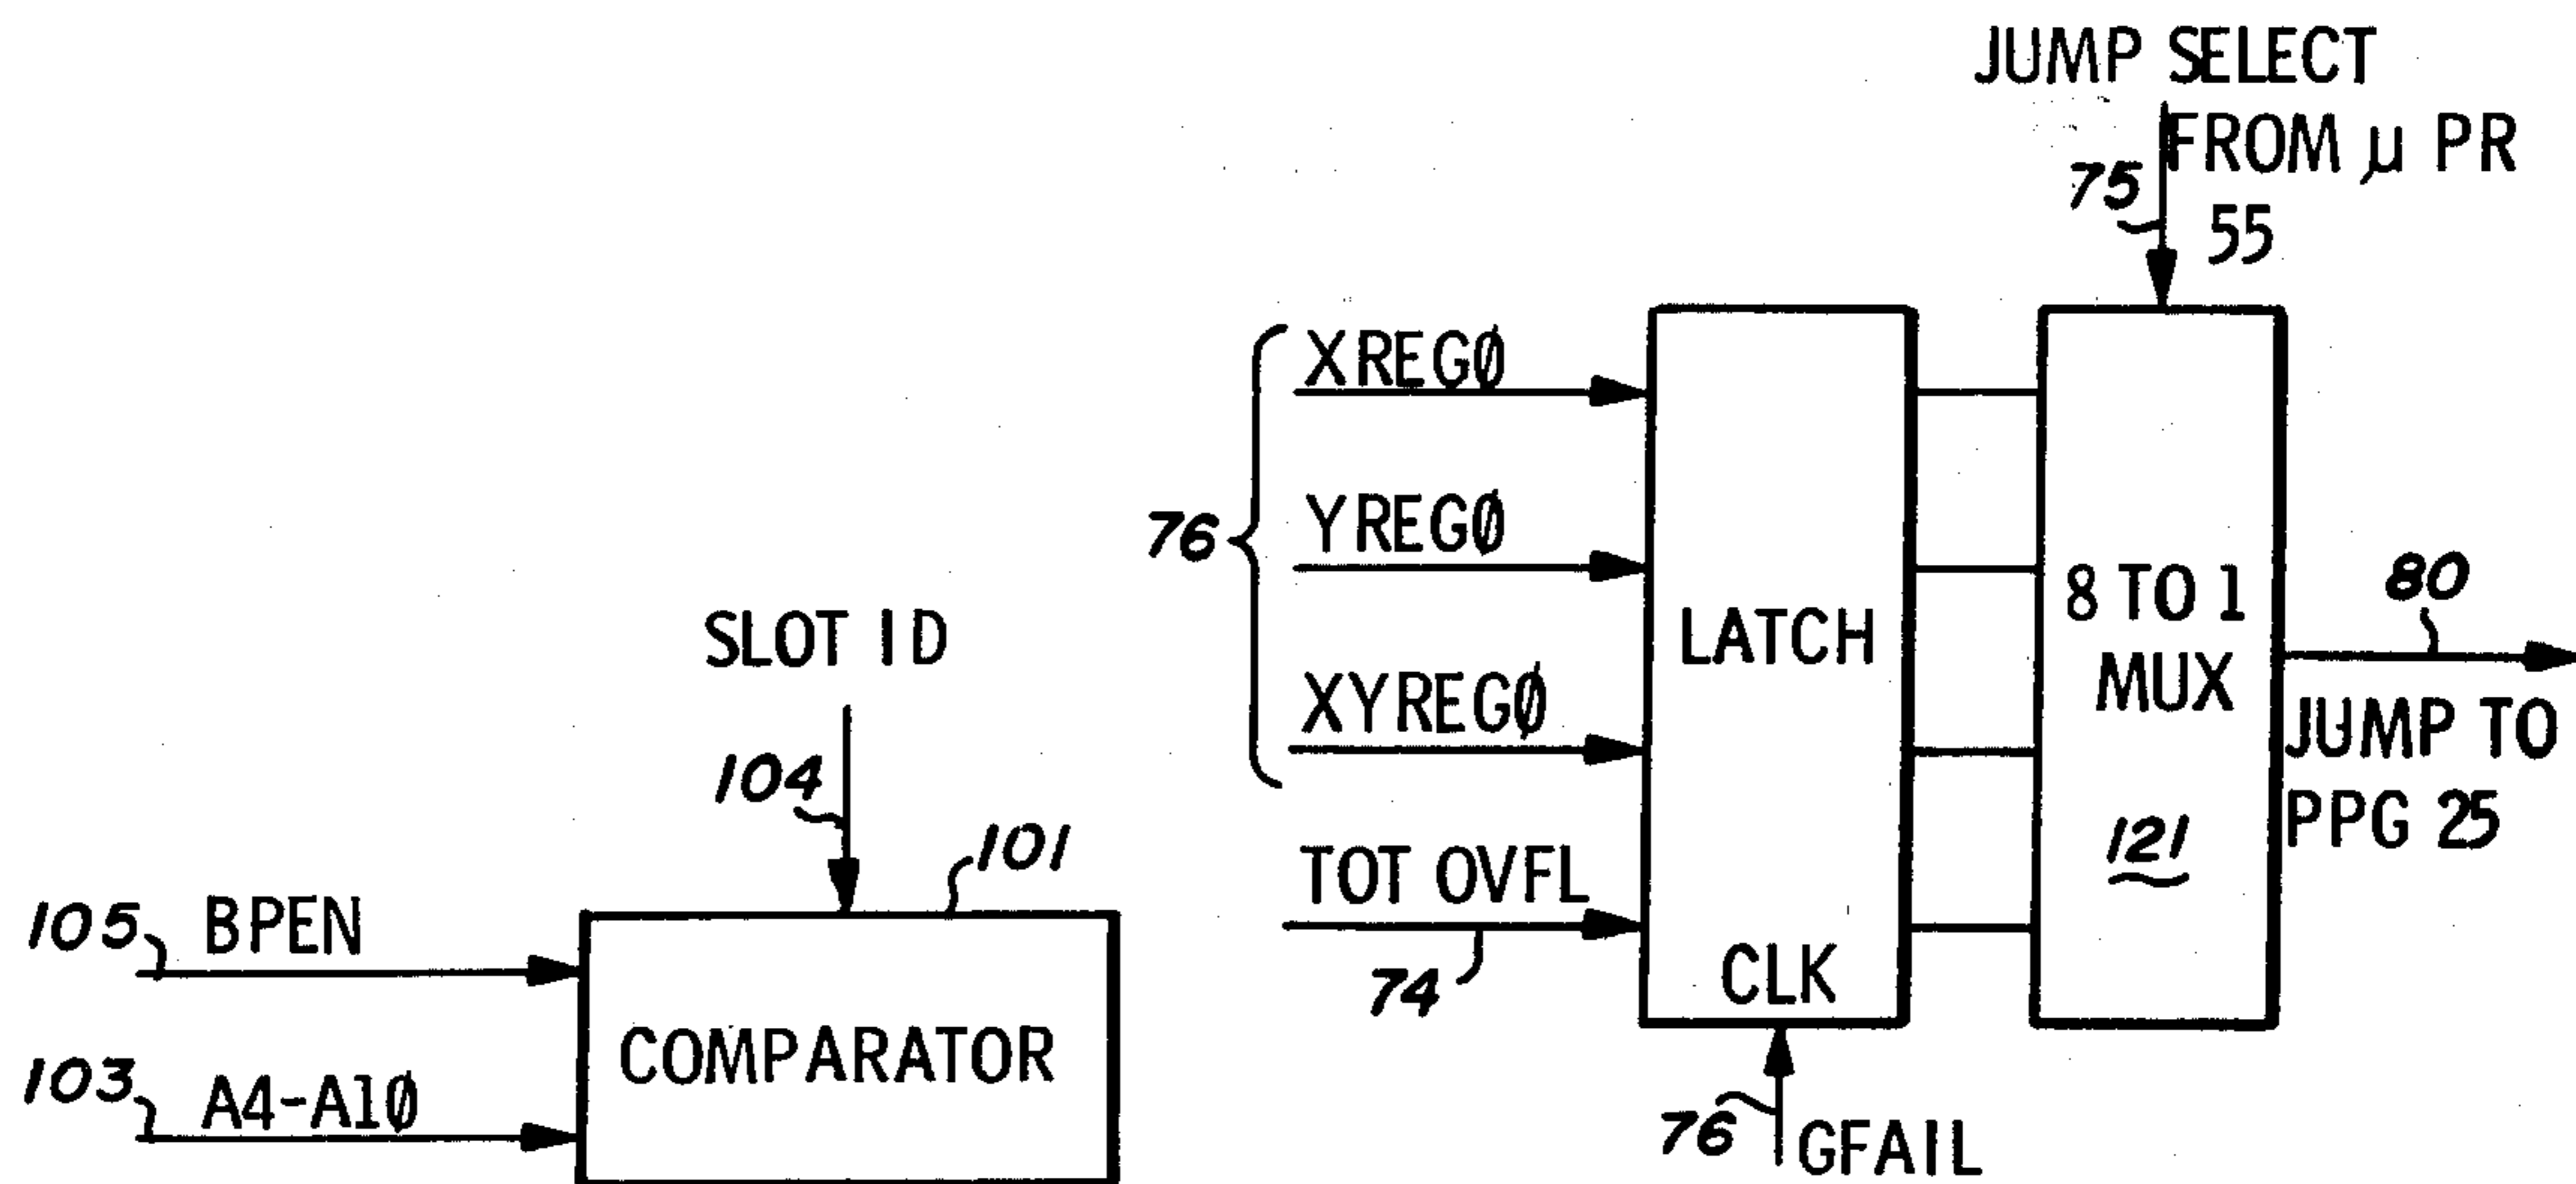 JUMP SELECT
FROM μ PR
55
75
76
XREGØ
YREGØ
XYREGØ
TOT OVFL
74
LATCH
CLK
76
GFAIL
8 TO 1
MUX
121
80
JUMP TO
PPG 25
SLOT ID
104
101
105
BPEN
103
A4-A1Ø
COMPARATOR